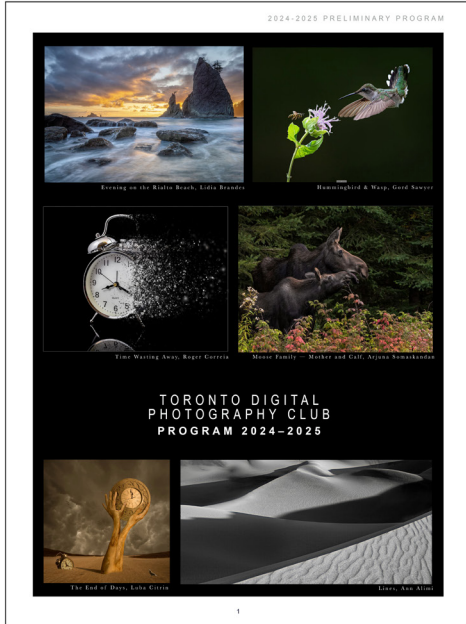 2024-2025 PRELIMINARY PROGRAM
Evening on the Rialto Beach, Lidia Brandes
Hummingbird & Wasp, Gord Sawyer
Time Wasting Away, Roger Correia
Moose Family — Mother and Calf, Arjuna Somaskandan
TORONTO DIGITAL
PHOTOGRAPHY CLUB
PROGRAM 2024–2025
The End of Days, Luba Citrin
Lines, Ann Alimi
1